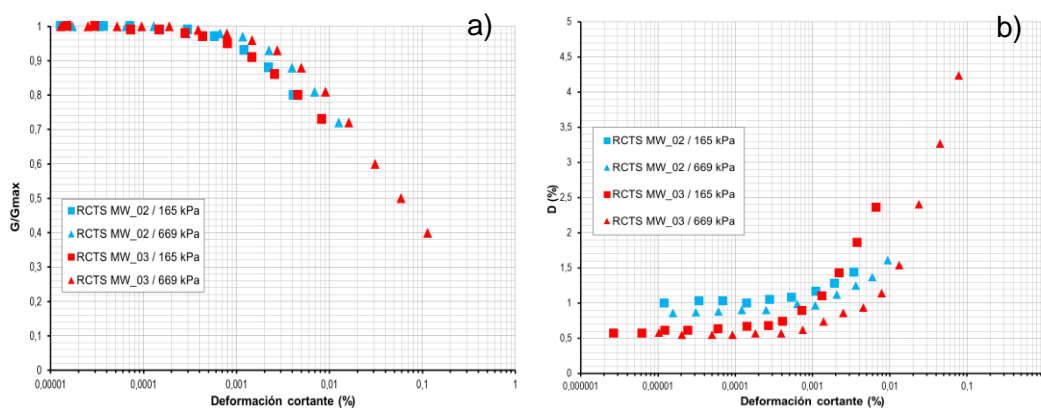 a)
G/Gmax
1
0,9
0,8
0,7
0,6
0,5
0,4
0,3
0,2
0,1
0
RCTS MW_02 / 165 kPa
RCTS MW_02 / 669 kPa
RCTS MW_03 / 165 kPa
RCTS MW_03 / 669 kPa
0,00001 0,0001 0,001 0,01 0,1 1
Deformación cortante (%)
b)
D (%)
5
4,5
4
3,5
3
2,5
2
1,5
1
0,5
0
RCTS MW_02 / 165 kPa
RCTS MW_02 / 669 kPa
RCTS MW_03 / 165 kPa
RCTS MW_03 / 669 kPa
0,000001 0,00001 0,0001 0,001 0,01 0,1 1
Deformación cortante (%)